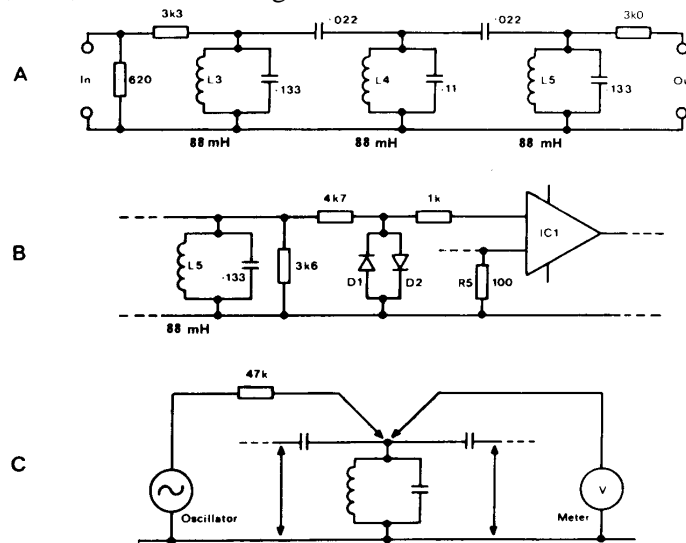 3k3
.022
.022
3k0
A
In
620
L3
.133
L4
.11
L5
.133
88 mH
88 mH
88 mH
4k7
1k
B
L5
.133
3k6
D1
D2
R5
100
IC1
88 mH
47k
C
Oscillator
V
Meter